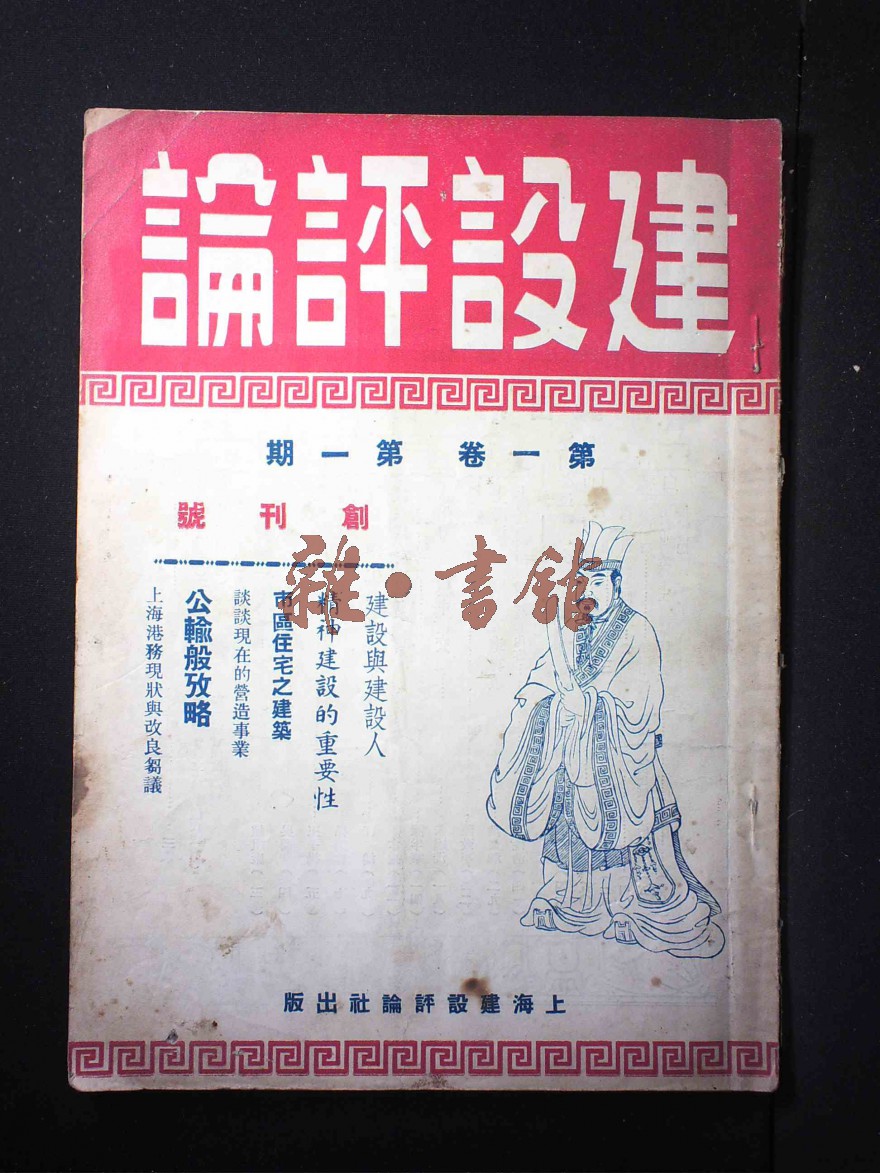 建設評論
第一卷 第一期
創刊號
建設與建設人
精神建設的重要性
市區住宅之建築
談談現在的營造事業
公輸般攷略
上海港務現狀與改良芻議
上海建設評論社出版
雜·書館